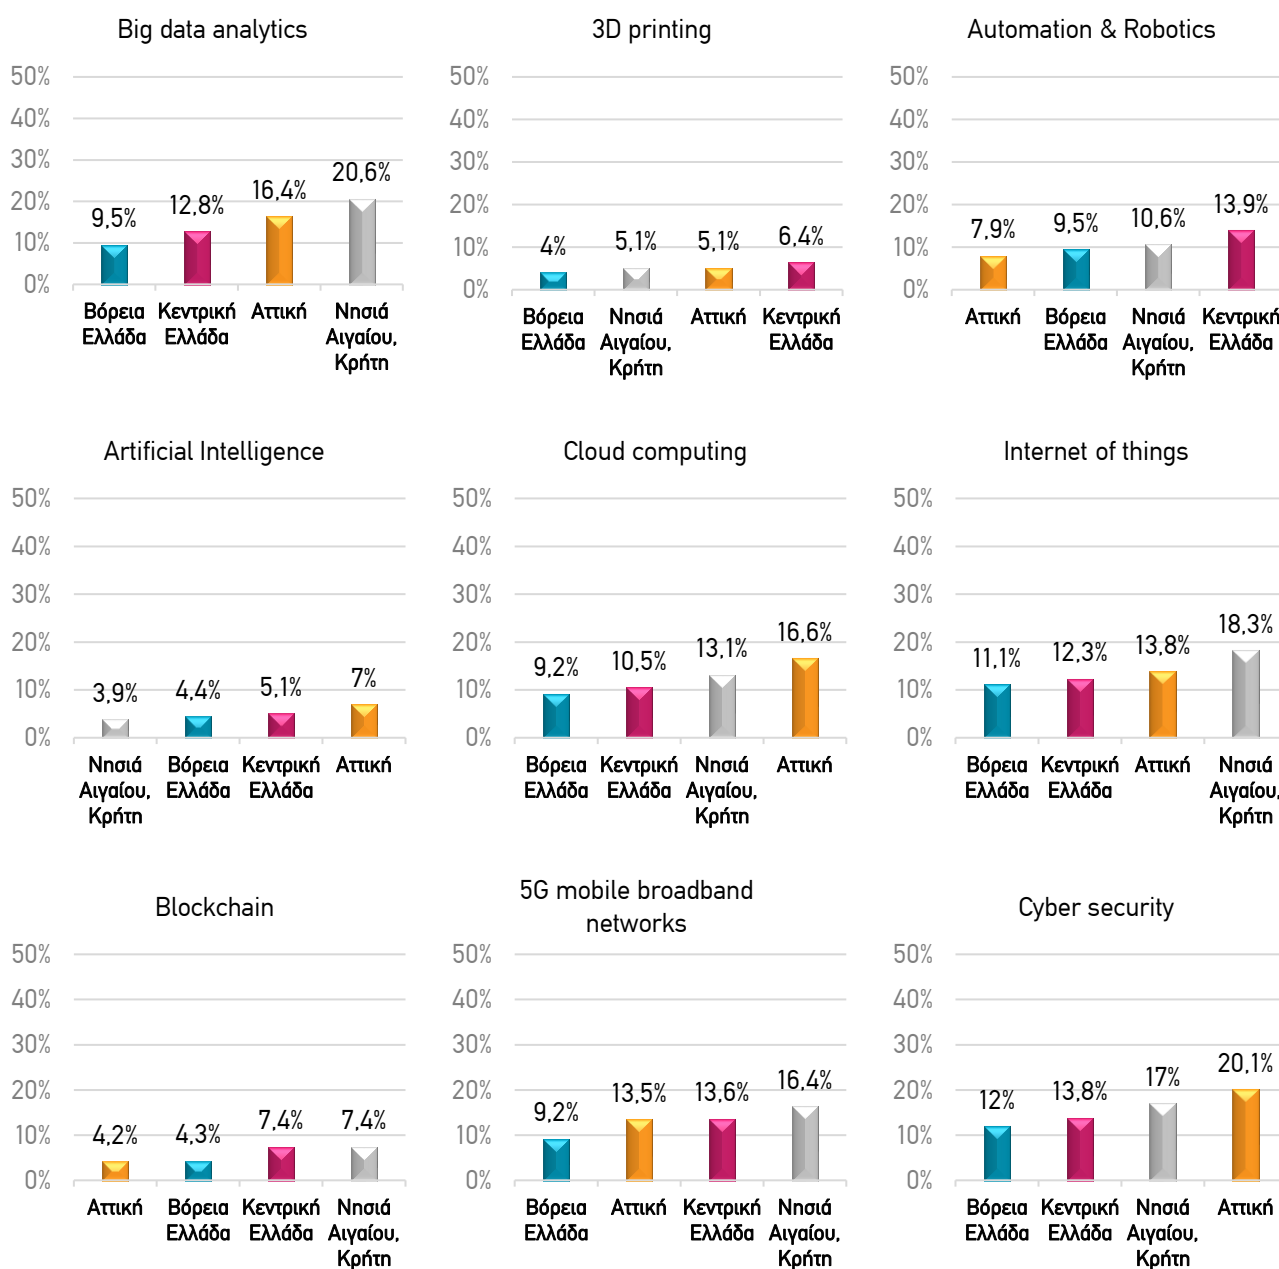 Big data analytics
50%
40%
30%
20%
10%
0%
9,5%
12,8%
16,4%
20,6%
Βόρεια
Ελλάδα
Κεντρική
Ελλάδα
Αττική
Νησιά
Αιγαίου,
Κρήτη
3D printing
50%
40%
30%
20%
10%
0%
4%
5,1%
5,1%
6,4%
Βόρεια
Ελλάδα
Νησιά
Αιγαίου,
Κρήτη
Αττική
Κεντρική
Ελλάδα
Automation & Robotics
50%
40%
30%
20%
10%
0%
7,9%
9,5%
10,6%
13,9%
Αττική
Βόρεια
Ελλάδα
Νησιά
Αιγαίου,
Κρήτη
Κεντρική
Ελλάδα
Artificial Intelligence
50%
40%
30%
20%
10%
0%
3,9%
4,4%
5,1%
7%
Νησιά
Αιγαίου,
Κρήτη
Βόρεια
Ελλάδα
Κεντρική
Ελλάδα
Αττική
Cloud computing
50%
40%
30%
20%
10%
0%
9,2%
10,5%
13,1%
16,6%
Βόρεια
Ελλάδα
Κεντρική
Ελλάδα
Νησιά
Αιγαίου,
Κρήτη
Αττική
Internet of things
50%
40%
30%
20%
10%
0%
11,1%
12,3%
13,8%
18,3%
Βόρεια
Ελλάδα
Κεντρική
Ελλάδα
Αττική
Νησιά
Αιγαίου,
Κρήτη
Blockchain
50%
40%
30%
20%
10%
0%
4,2%
4,3%
7,4%
7,4%
Αττική
Βόρεια
Ελλάδα
Κεντρική
Ελλάδα
Νησιά
Αιγαίου,
Κρήτη
5G mobile broadband
networks
50%
40%
30%
20%
10%
0%
9,2%
13,5%
13,6%
16,4%
Βόρεια
Ελλάδα
Αττική
Κεντρική
Ελλάδα
Νησιά
Αιγαίου,
Κρήτη
Cyber security
50%
40%
30%
20%
10%
0%
12%
13,8%
17%
20,1%
Βόρεια
Ελλάδα
Κεντρική
Ελλάδα
Νησιά
Αιγαίου,
Κρήτη
Αττική